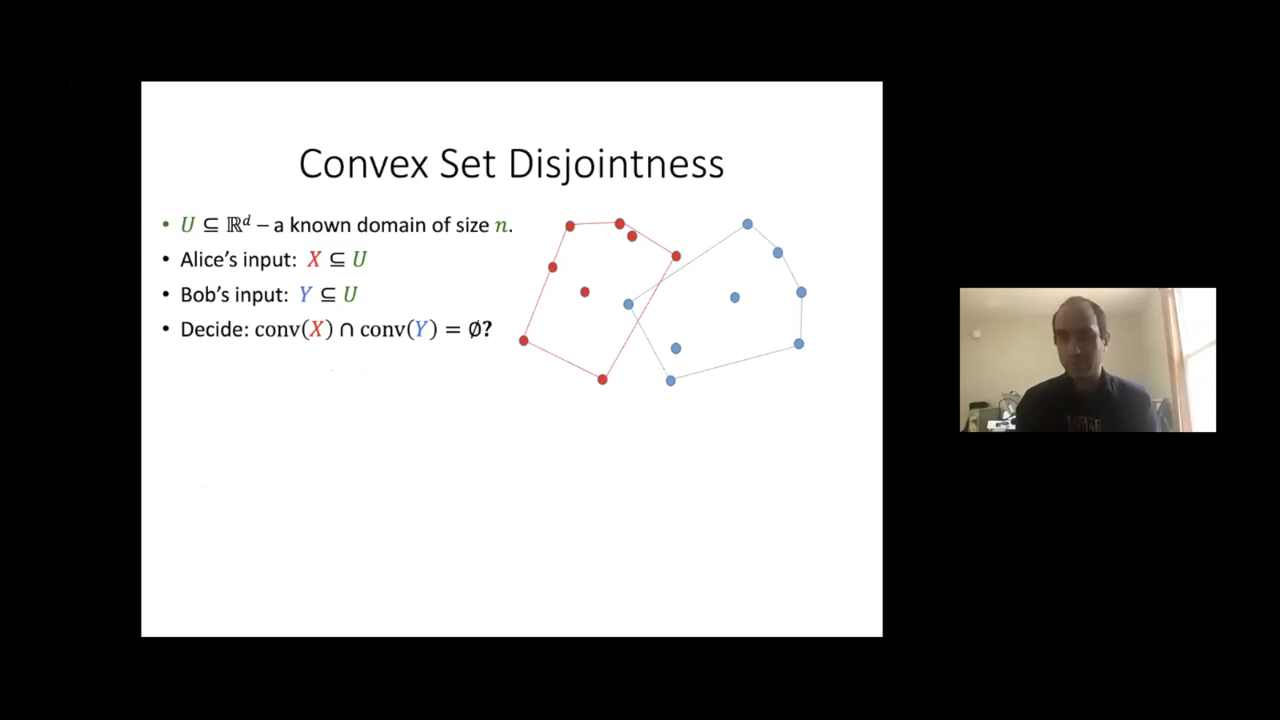 Convex Set Disjointness
• U ⊆ ℝᵈ – a known domain of size n.
• Alice's input: X ⊆ U
• Bob's input: Y ⊆ U
• Decide: conv(X) ∩ conv(Y) = ∅?